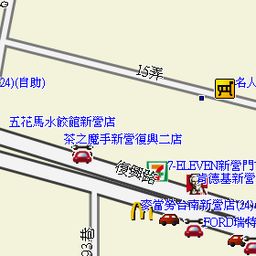 15弄
24)(自助)
名人
五花馬水餃館新營店
茶之魔手新營復興二店
復興路
7-ELEVEN新營門
肯德基新營
麥當勞台南新營店(24)
FORD瑞特
93巷